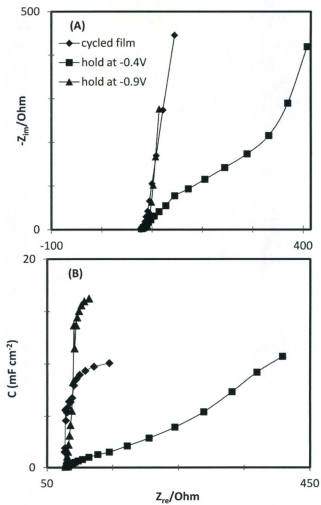 -500
(A)
cycled film
hold at -0.4V
hold at -0.9V
-Zim/Ohm
0
-100
400
20
(B)
C (mF cm-2)
0
50
450
Zre/Ohm